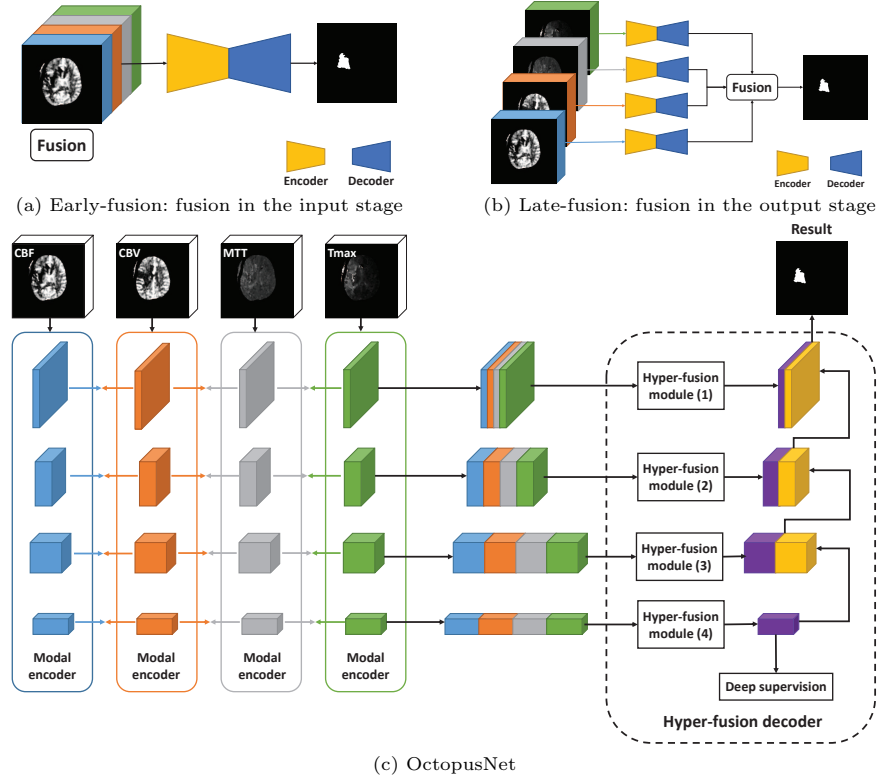 Fusion
Encoder
Decoder
(a) Early-fusion: fusion in the input stage
Fusion
Encoder
Decoder
(b) Late-fusion: fusion in the output stage
CBF
CBV
MTT
Tmax
Result
Hyper-fusion
module (1)
Hyper-fusion
module (2)
Hyper-fusion
module (3)
Hyper-fusion
module (4)
Modal
encoder
Modal
encoder
Modal
encoder
Modal
encoder
Deep supervision
Hyper-fusion decoder
(c) OctopusNet